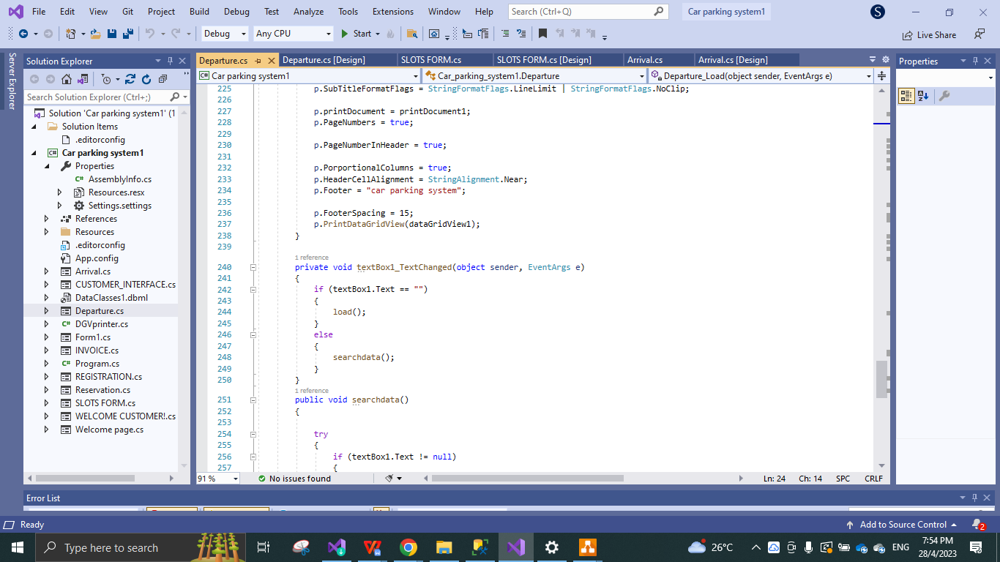 File Edit View Git Project Build Debug Test Analyze Tools Extensions Window Help Search (Ctrl+Q) Car parking system1 S
Debug Any CPU Start Live Share
Server Explorer
Solution Explorer
Search Solution Explorer (Ctrl+;)
Solution 'Car parking system1' (1
Solution Items
.editorconfig
Car parking system1
Properties
AssemblyInfo.cs
Resources.resx
Settings.settings
References
Resources
.editorconfig
App.config
Arrival.cs
CUSTOMER_INTERFACE.cs
DataClasses1.dbml
Departure.cs
DGVprinter.cs
Form1.cs
INVOICE.cs
Program.cs
REGISTRATION.cs
Reservation.cs
SLOTS FORM.cs
WELCOME CUSTOMER!.cs
Welcome page.cs
Departure.cs Departure.cs [Design] SLOTS FORM.cs SLOTS FORM.cs [Design] Arrival.cs Arrival.cs [Design]
Car parking system1 Car_parking_system1.Departure Departure_Load(object sender, EventArgs e)
225 p.SubTitleFormatFlags = StringFormatFlags.LineLimit | StringFormatFlags.NoClip;
226
227 p.printDocument = printDocument1;
228 p.PageNumbers = true;
229
230 p.PageNumberInHeader = true;
231
232 p.PorportionalColumns = true;
233 p.HeaderCellAlignment = StringAlignment.Near;
234 p.Footer = "car parking system";
235
236 p.FooterSpacing = 15;
237 p.PrintDataGridView(dataGridView1);
238 }
239
1 reference
240 private void textBox1_TextChanged(object sender, EventArgs e)
241 {
242 if (textBox1.Text == "")
243 {
244 load();
245 }
246 else
247 {
248 searchdata();
249 }
250 }
1 reference
251 public void searchdata()
252 {
253
254 try
255 {
256 if (textBox1.Text != null)
257 {
91 % No issues found Ln: 24 Ch: 14 SPC CRLF
Properties
Error List
Ready Add to Source Control 2
Type here to search 26°C ENG 7:54 PM
28/4/2023